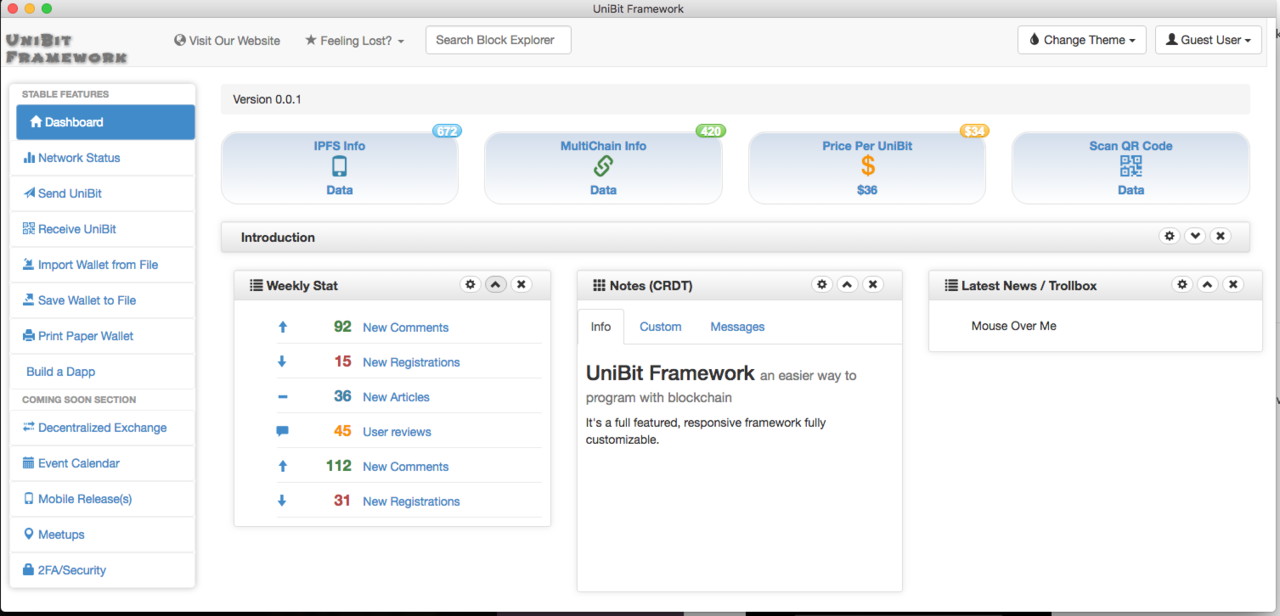 UniBit Framework
UniBit
Framework
Visit Our Website
Feeling Lost?
Search Block Explorer
Change Theme
Guest User
STABLE FEATURES
Dashboard
Network Status
Send UniBit
Receive UniBit
Import Wallet from File
Save Wallet to File
Print Paper Wallet
Build a Dapp
COMING SOON SECTION
Decentralized Exchange
Event Calendar
Mobile Release(s)
Meetups
2FA/Security
Version 0.0.1
672
IPFS Info
Data
420
MultiChain Info
Data
$34
Price Per UniBit
$
$36
Scan QR Code
Data
Introduction
Weekly Stat
92 New Comments
15 New Registrations
36 New Articles
45 User reviews
112 New Comments
31 New Registrations
Notes (CRDT)
Info Custom Messages
UniBit Framework an easier way to
program with blockchain
It's a full featured, responsive framework fully
customizable.
Latest News / Trollbox
Mouse Over Me